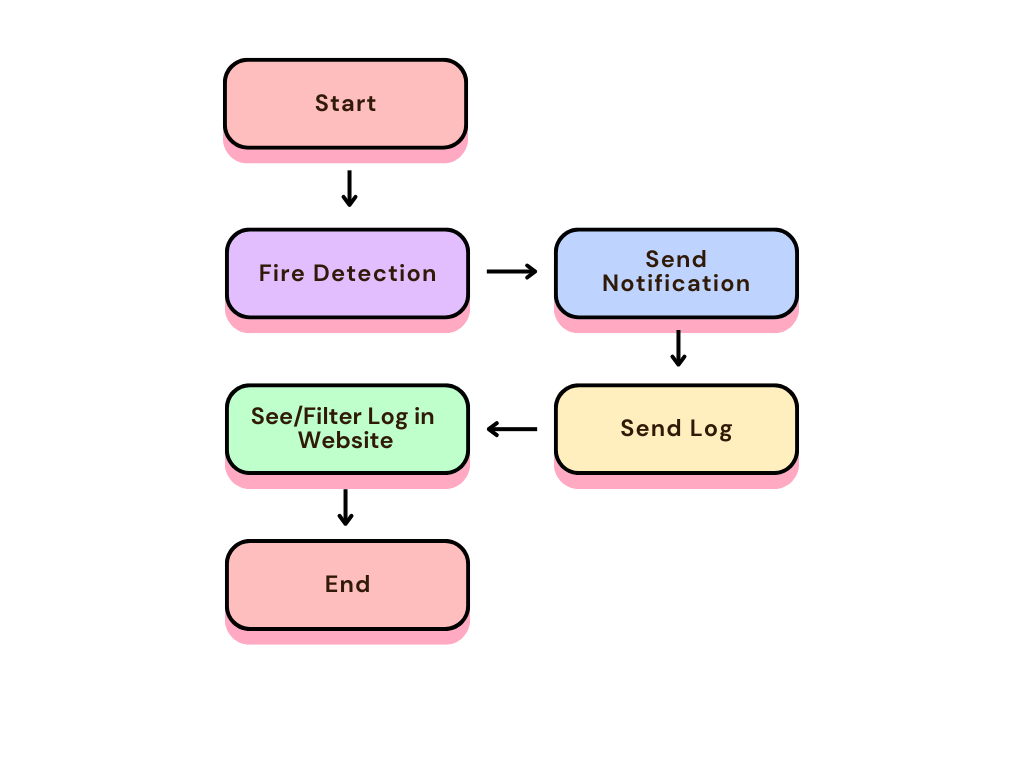 Start
Fire Detection
Send
Notification
See/Filter Log in
Website
Send Log
End